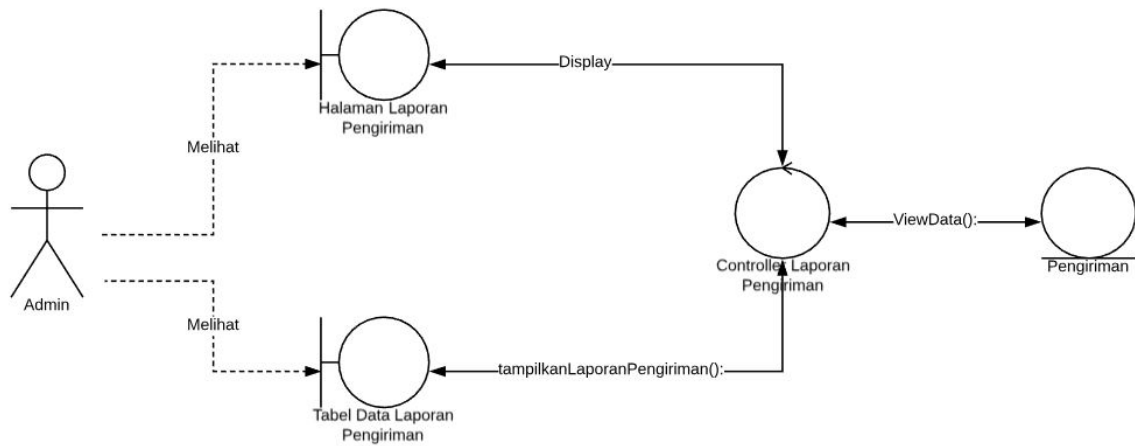 Display
Halaman Laporan
Pengiriman
Melihat
ViewData():
Controller Laporan
Pengiriman
Pengiriman
Admin
Melihat
tampilkanLaporanPengiriman():
Tabel Data Laporan
Pengiriman